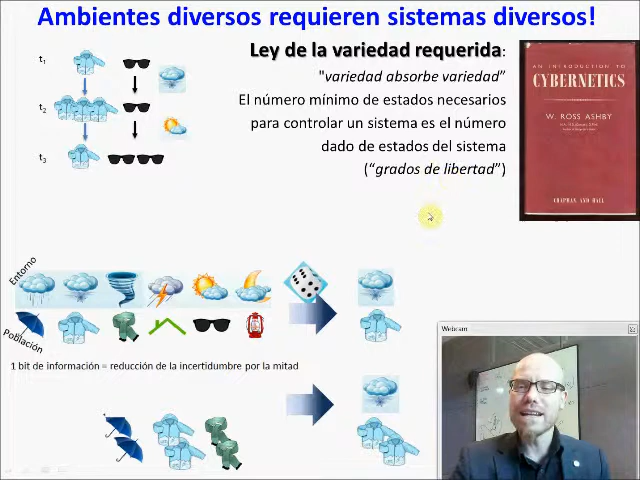 Ambientes diversos requieren sistemas diversos!
t1
t2
t3
Ley de la variedad requerida:
"variedad absorbe variedad”
El número mínimo de estados necesarios
para controlar un sistema es el número
dado de estados del sistema
(“grados de libertad”)
AN INTRODUCTION TO
CYBERNETICS
W. ROSS ASHBY
CHAPMAN AND HALL
Entorno
Población
1 bit de información = reducción de la incertidumbre por la mitad
Webcam